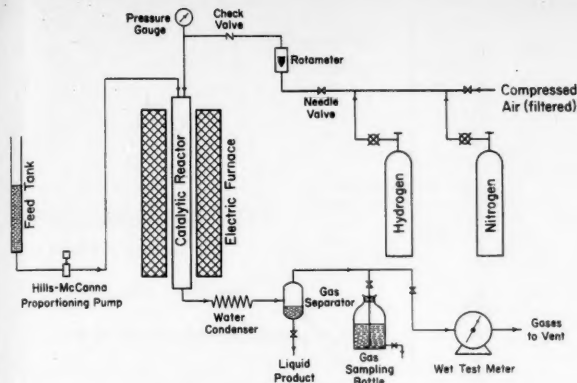 Pressure
Gauge
Check
Valve
Rotameter
Needle
Valve
Compressed
Air (filtered)
Feed Tank
Catalytic Reactor
Electric Furnace
Hydrogen
Nitrogen
Hills-McCanna
Proportioning Pump
Water
Condenser
Gas
Separator
Liquid
Product
Gas
Sampling
Bottle
Wet Test Meter
Gases
to Vent